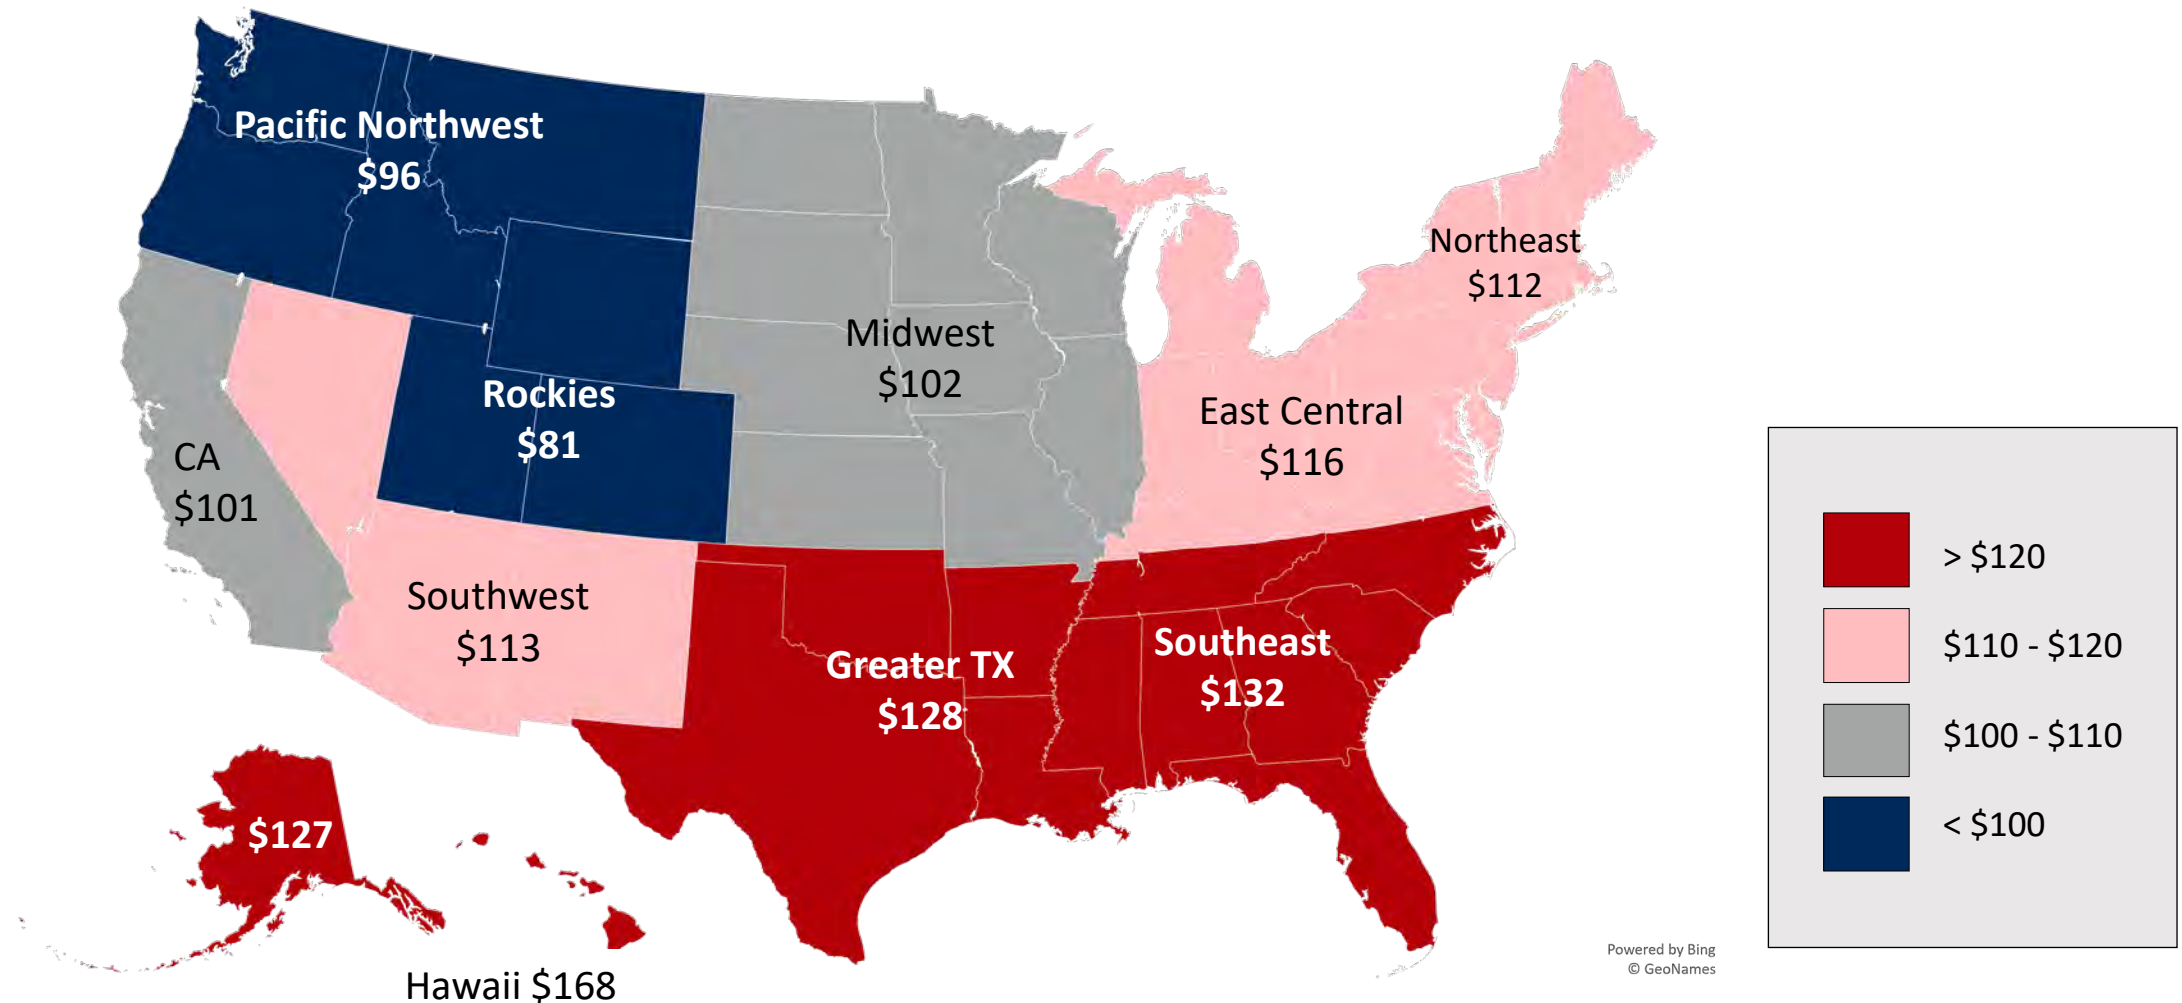 Pacific Northwest
$96
Northeast
$112
Midwest
$102
Rockies
$81
East Central
$116
CA
$101
Southwest
$113
Greater TX
$128
Southeast
$132
$127
Hawaii $168
> $120
$110 - $120
$100 - $110
< $100
Powered by Bing
© GeoNames